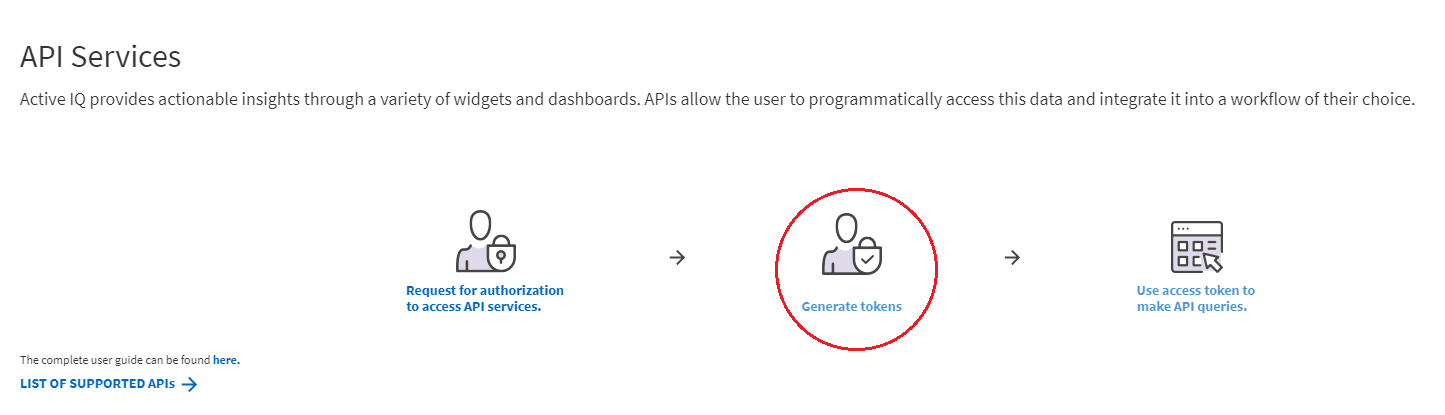 API Services
Active IQ provides actionable insights through a variety of widgets and dashboards. APIs allow the user to programmatically access this data and integrate it into a workflow of their choice.
Request for authorization
to access API services.
Generate tokens
Use access token to
make API queries.
The complete user guide can be found here.
LIST OF SUPPORTED APIs